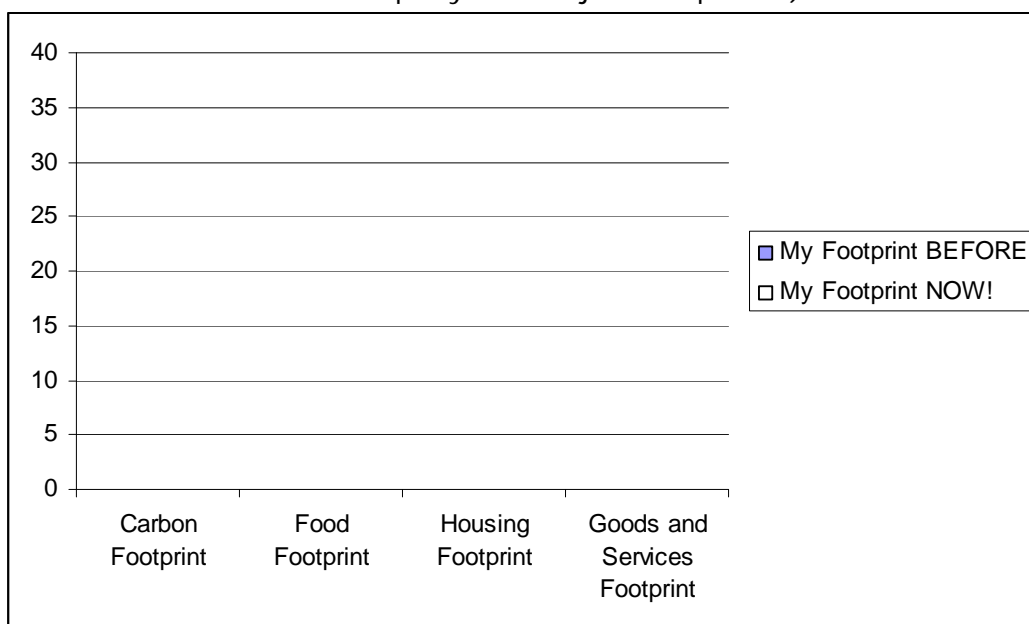 40
35
30
25
20
15
10
5
0
Carbon
Footprint
Food
Footprint
Housing
Footprint
Goods and
Services
Footprint
My Footprint BEFORE
My Footprint NOW!